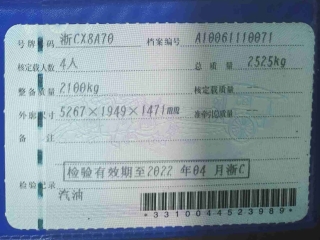 号牌号码 浙CX8A70 档案编号 A10061110071
核定载人数 4人 总质量 2525kg
整备质量 2100kg 核定载质量
外廓尺寸 5267×1949×1471 准牵引总质量
备注
检验有效期至2022年04月浙C
检验记录
汽油
*3310044523989*